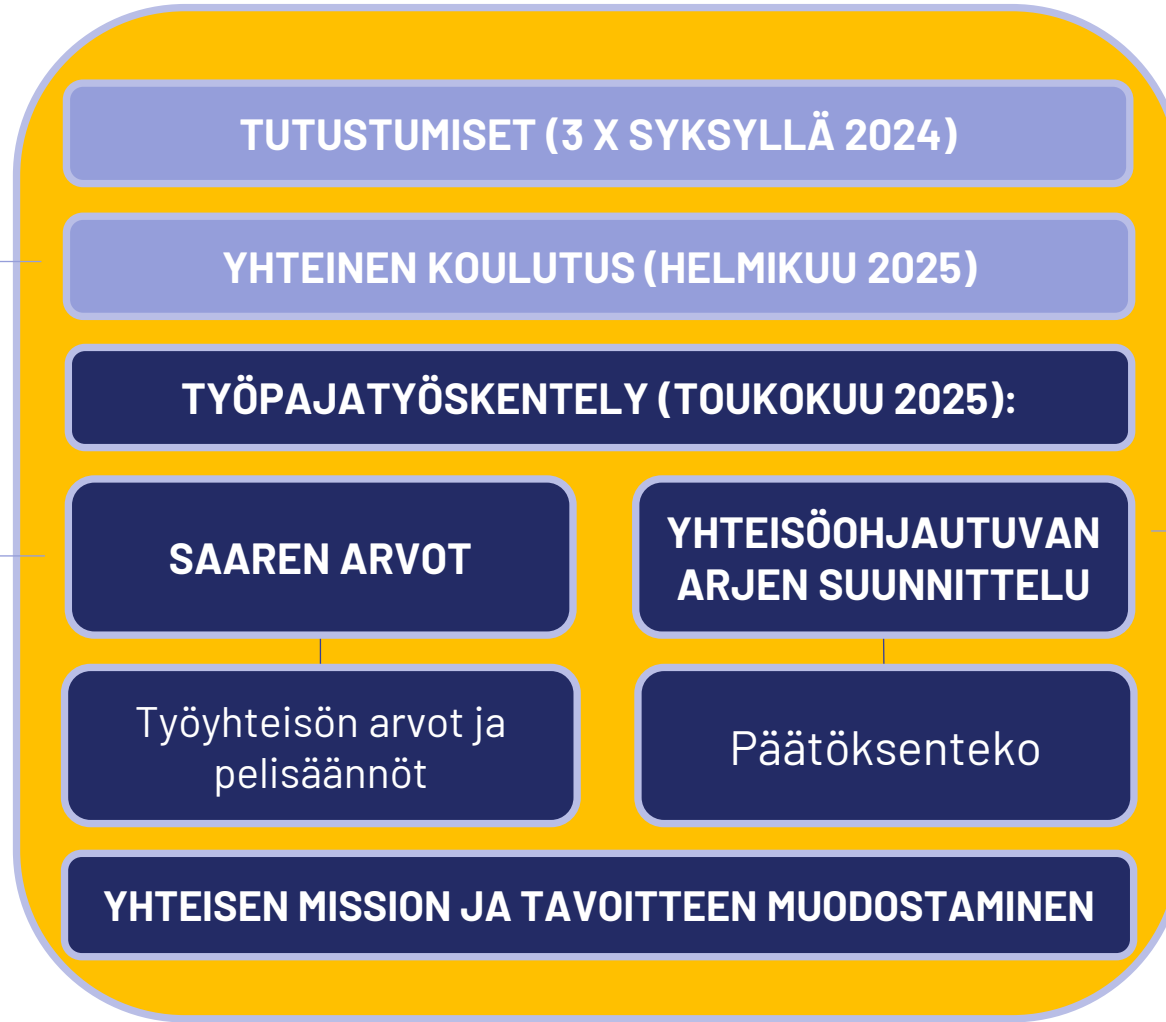 TUTUSTUMISET (3 X SYKSYLLÄ 2024)
YHTEINEN KOULUTUS (HELMIKUU 2025)
TYÖPAJATYÖSKENTELY (TOUKOKUU 2025):
SAAREN ARVOT
YHTEISÖOHJAUTUVAN
ARJEN SUUNNITTELU
Työyhteisön arvot ja
pelisäännöt
Päätöksenteko
YHTEISEN MISSION JA TAVOITTEEN MUODOSTAMINEN